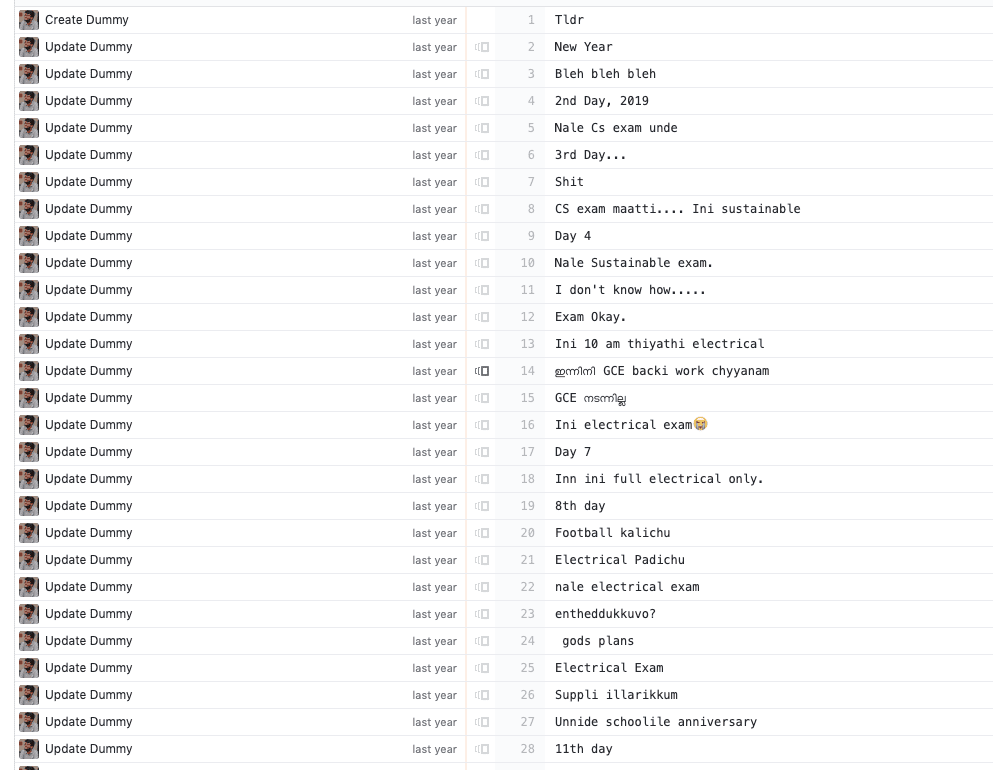 Create Dummy last year 1 Tldr
Update Dummy last year 2 New Year
Update Dummy last year 3 Bleh bleh bleh
Update Dummy last year 4 2nd Day, 2019
Update Dummy last year 5 Nale Cs exam unde
Update Dummy last year 6 3rd Day...
Update Dummy last year 7 Shit
Update Dummy last year 8 CS exam maatti.... Ini sustainable
Update Dummy last year 9 Day 4
Update Dummy last year 10 Nale Sustainable exam.
Update Dummy last year 11 I don't know how.....
Update Dummy last year 12 Exam Okay.
Update Dummy last year 13 Ini 10 am thiyathi electrical
Update Dummy last year 14 ഇന്നിനി GCE backi work chyyanam
Update Dummy last year 15 GCE നടന്നില്ല
Update Dummy last year 16 Ini electrical exam😭
Update Dummy last year 17 Day 7
Update Dummy last year 18 Inn ini full electrical only.
Update Dummy last year 19 8th day
Update Dummy last year 20 Football kalichu
Update Dummy last year 21 Electrical Padichu
Update Dummy last year 22 nale electrical exam
Update Dummy last year 23 entheddukkuvo?
Update Dummy last year 24 gods plans
Update Dummy last year 25 Electrical Exam
Update Dummy last year 26 Suppli illarikkum
Update Dummy last year 27 Unnide schoolile anniversary
Update Dummy last year 28 11th day